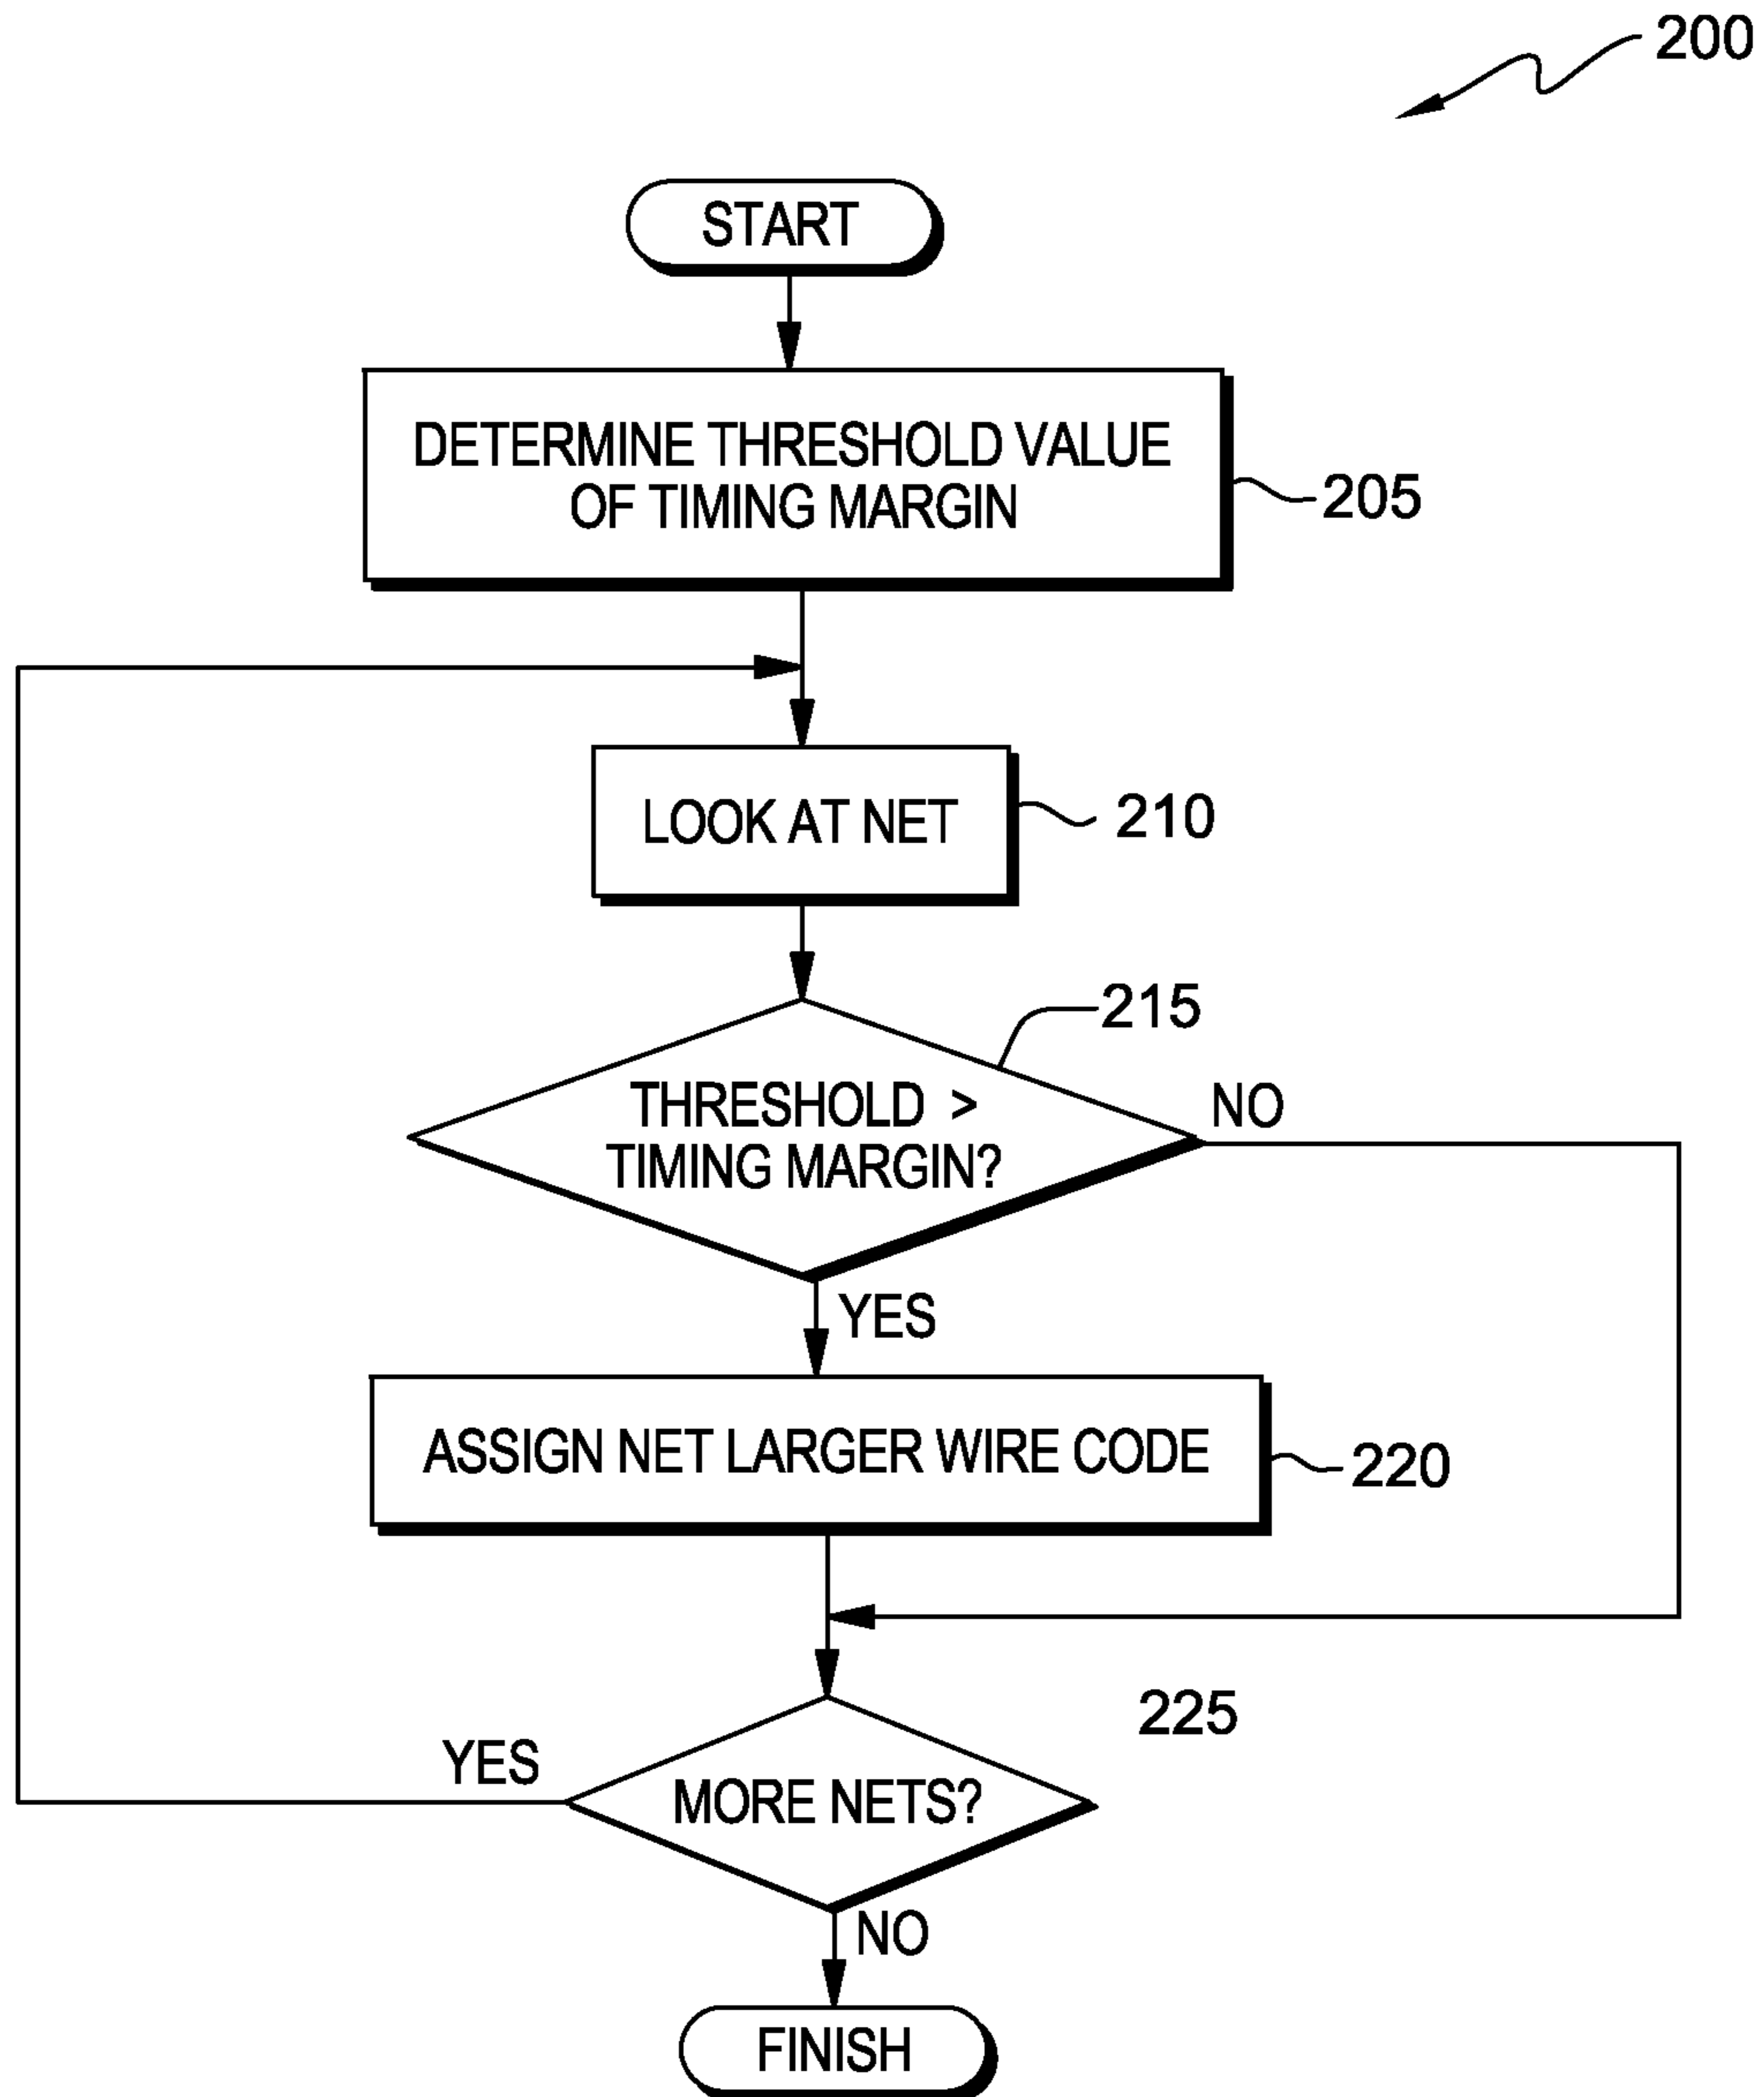 200
START
DETERMINE THRESHOLD VALUE
OF TIMING MARGIN
205
LOOK AT NET
210
215
THRESHOLD >
TIMING MARGIN?
NO
YES
ASSIGN NET LARGER WIRE CODE
220
225
YES
MORE NETS?
NO
FINISH